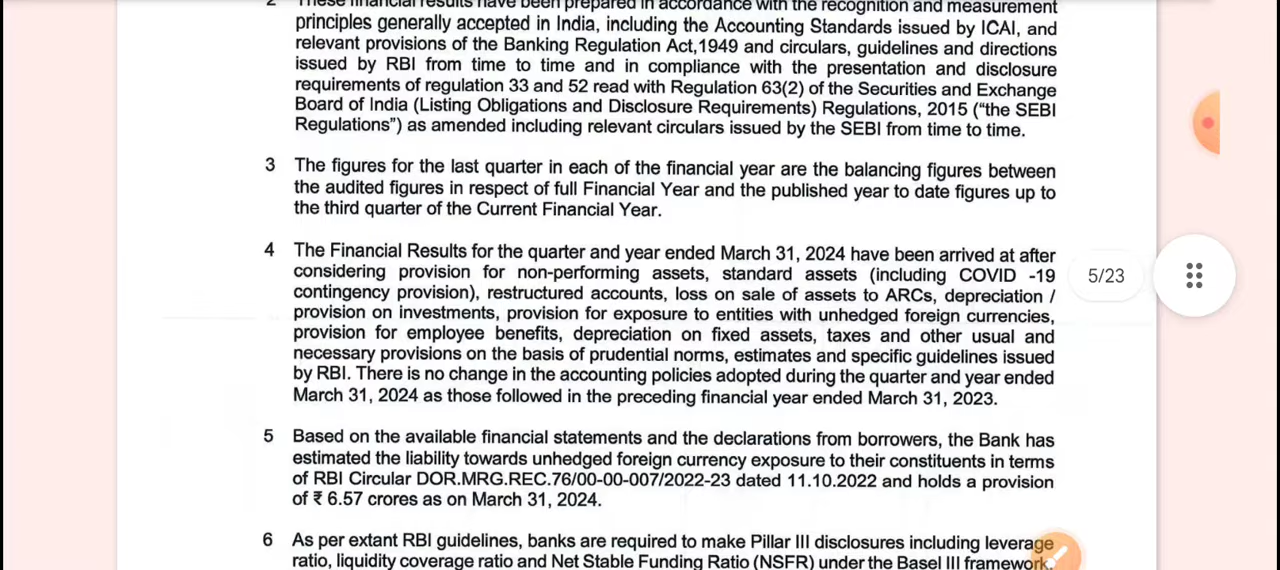 2 These financial results have been prepared in accordance with the recognition and measurement
principles generally accepted in India, including the Accounting Standards issued by ICAI, and
relevant provisions of the Banking Regulation Act,1949 and circulars, guidelines and directions
issued by RBI from time to time and in compliance with the presentation and disclosure
requirements of regulation 33 and 52 read with Regulation 63(2) of the Securities and Exchange
Board of India (Listing Obligations and Disclosure Requirements) Regulations, 2015 (“the SEBI
Regulations”) as amended including relevant circulars issued by the SEBI from time to time.
3 The figures for the last quarter in each of the financial year are the balancing figures between
the audited figures in respect of full Financial Year and the published year to date figures up to
the third quarter of the Current Financial Year.
4 The Financial Results for the quarter and year ended March 31, 2024 have been arrived at after
considering provision for non-performing assets, standard assets (including COVID -19
contingency provision), restructured accounts, loss on sale of assets to ARCs, depreciation /
provision on investments, provision for exposure to entities with unhedged foreign currencies,
provision for employee benefits, depreciation on fixed assets, taxes and other usual and
necessary provisions on the basis of prudential norms, estimates and specific guidelines issued
by RBI. There is no change in the accounting policies adopted during the quarter and year ended
March 31, 2024 as those followed in the preceding financial year ended March 31, 2023.
5/23
5 Based on the available financial statements and the declarations from borrowers, the Bank has
estimated the liability towards unhedged foreign currency exposure to their constituents in terms
of RBI Circular DOR.MRG.REC.76/00-00-007/2022-23 dated 11.10.2022 and holds a provision
of ₹ 6.57 crores as on March 31, 2024.
6 As per extant RBI guidelines, banks are required to make Pillar III disclosures including leverage
ratio, liquidity coverage ratio and Net Stable Funding Ratio (NSFR) under the Basel III framework.